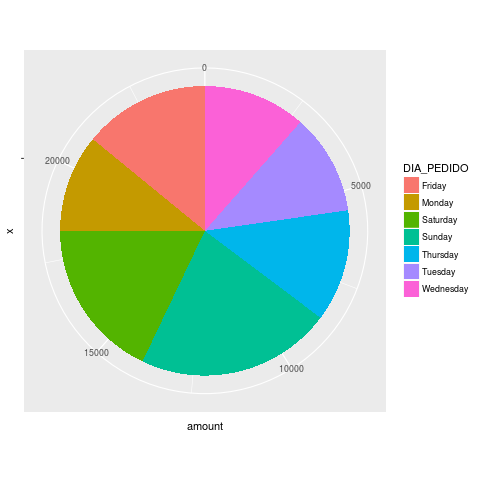 0
5000
10000
15000
20000
x
amount
DIA_PEDIDO
Friday
Monday
Saturday
Sunday
Thursday
Tuesday
Wednesday